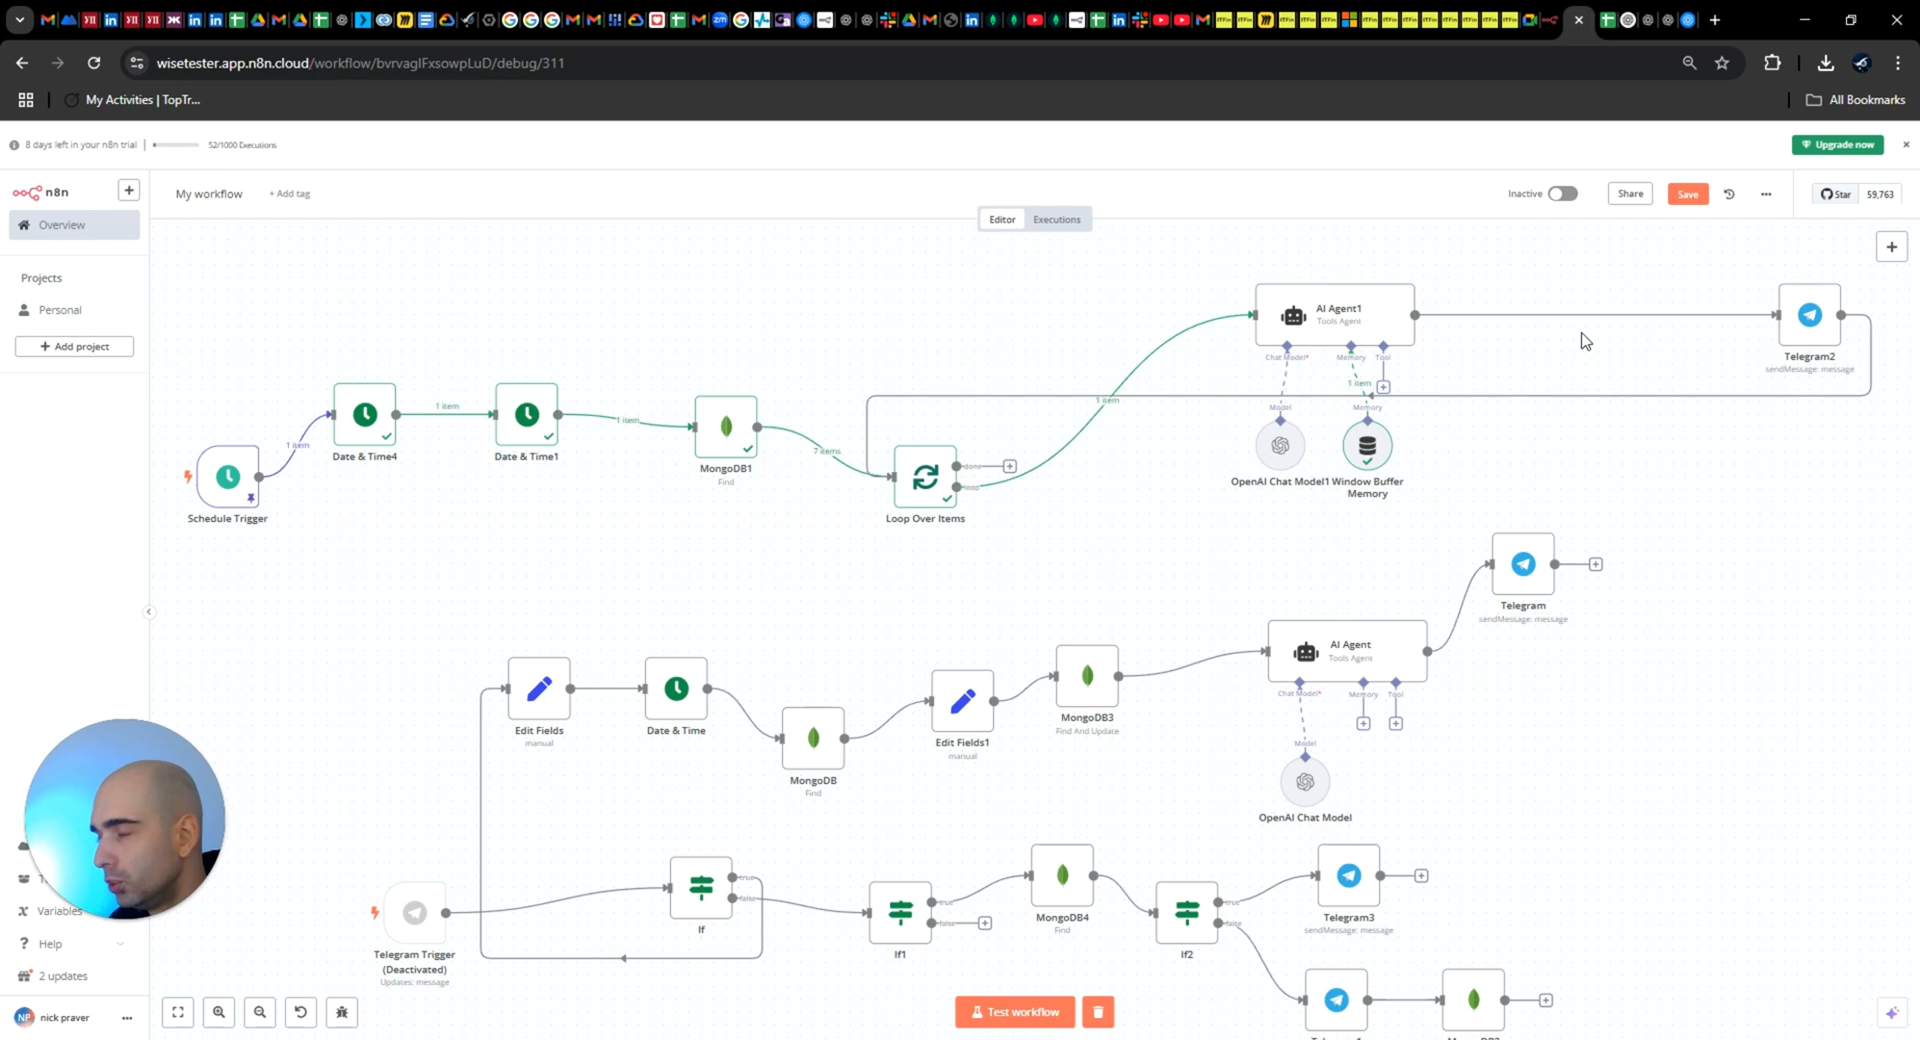 wisetester.app.n8n.cloud/workflow/bvrvaglFxsowpLuD/debug/311
My Activities | TopTr...
All Bookmarks
8 days left in your n8n trial
52/1000 Executions
Upgrade now
n8n
My workflow
+ Add tag
Inactive
Share
Save
Star
59,763
Overview
Editor
Executions
Projects
Personal
+ Add project
AI Agent1
Tools Agent
Chat Model*
Memory
Tool
Telegram2
sendMessage: message
1 item
1 item
1 item
1 item
7 items
1 item
Model
Memory
Date & Time4
Date & Time1
MongoDB1
Find
done
loop
OpenAI Chat Model1
Window Buffer
Memory
Schedule Trigger
Loop Over Items
Telegram
sendMessage: message
AI Agent
Tools Agent
Chat Model*
Memory
Tool
Edit Fields
manual
Date & Time
MongoDB
Find
Edit Fields1
manual
MongoDB3
Find And Update
Model
OpenAI Chat Model
true
false
If
true
false
If1
MongoDB4
Find
true
false
If2
Telegram3
sendMessage: message
Telegram Trigger
(Deactivated)
Updates: message
Variables
Help
2 updates
NP
nick praver
Test workflow